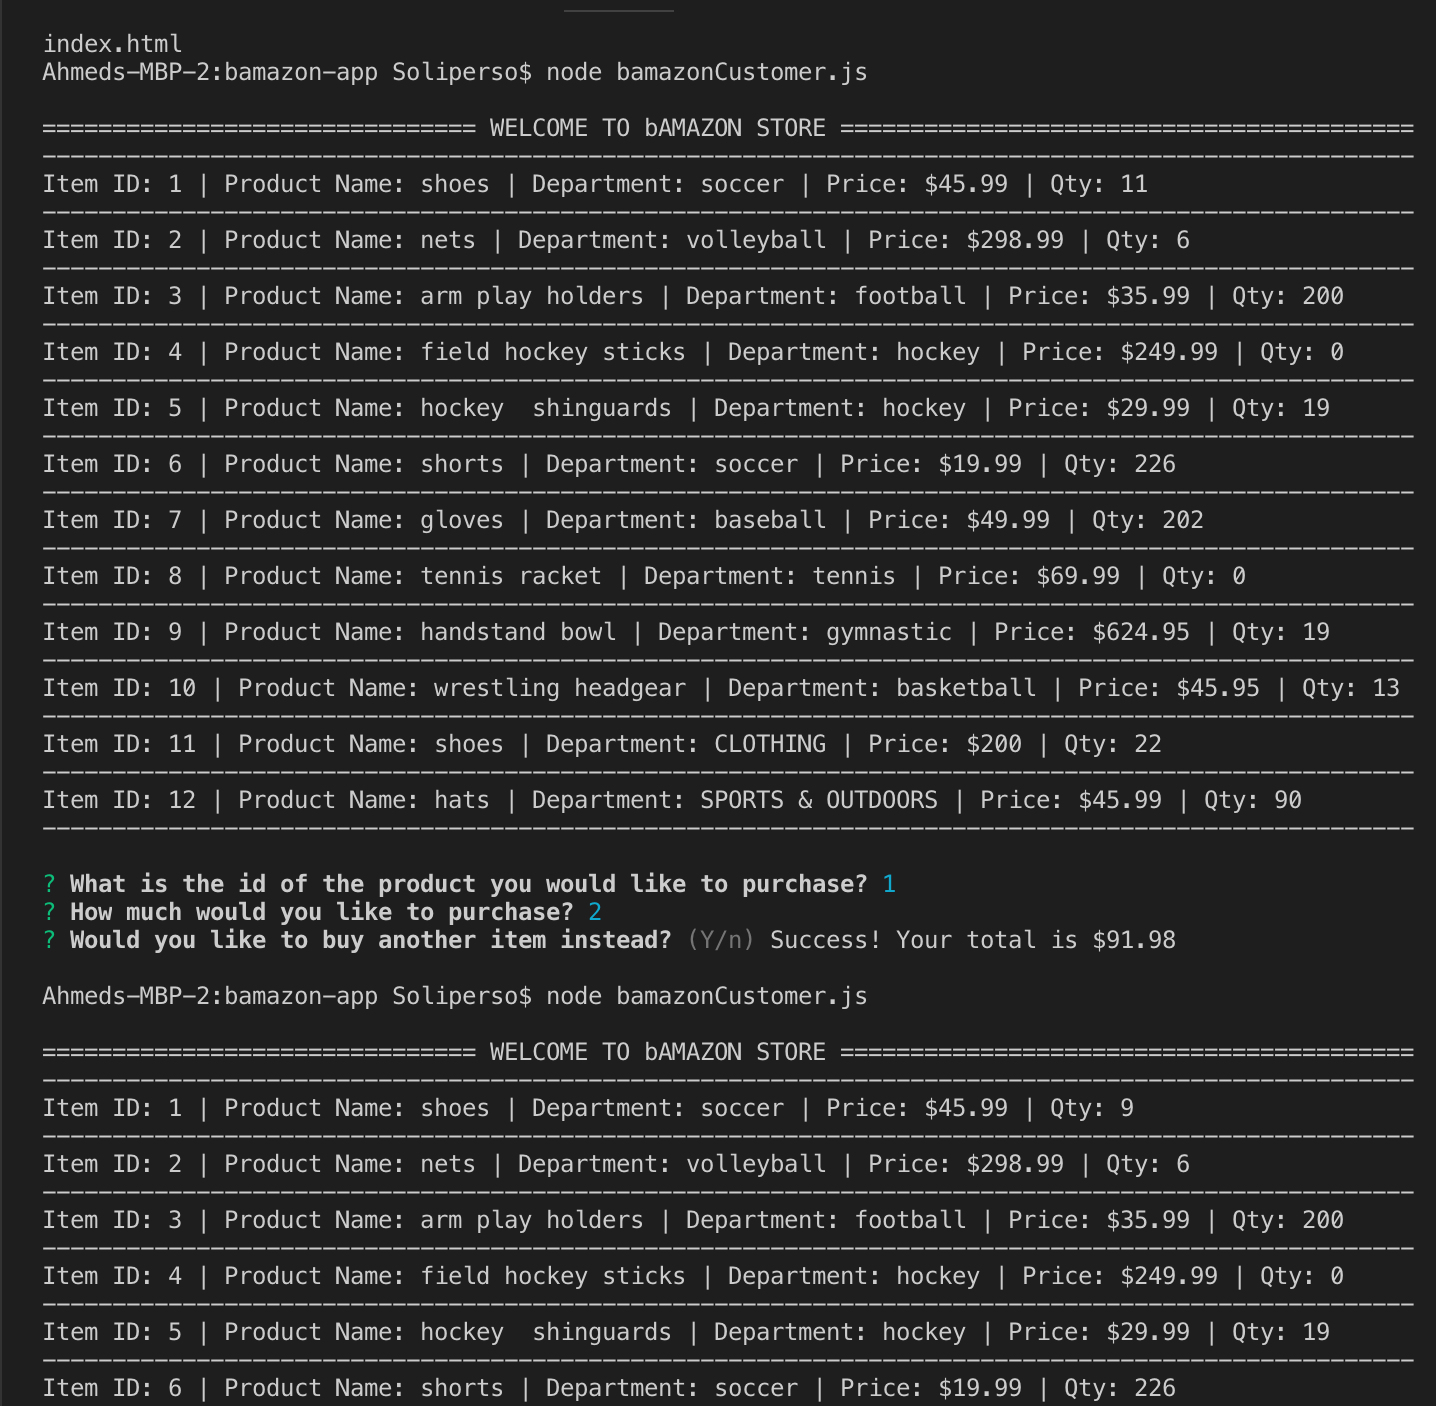 index.html
Ahmeds-MBP-2:bamazon-app Soliperso$ node bamazonCustomer.js
=============================== WELCOME TO bAMAZON STORE =========================================
--------------------------------------------------------------------------------------------------
Item ID: 1 | Product Name: shoes | Department: soccer | Price: $45.99 | Qty: 11
--------------------------------------------------------------------------------------------------
Item ID: 2 | Product Name: nets | Department: volleyball | Price: $298.99 | Qty: 6
--------------------------------------------------------------------------------------------------
Item ID: 3 | Product Name: arm play holders | Department: football | Price: $35.99 | Qty: 200
--------------------------------------------------------------------------------------------------
Item ID: 4 | Product Name: field hockey sticks | Department: hockey | Price: $249.99 | Qty: 0
--------------------------------------------------------------------------------------------------
Item ID: 5 | Product Name: hockey  shinguards | Department: hockey | Price: $29.99 | Qty: 19
--------------------------------------------------------------------------------------------------
Item ID: 6 | Product Name: shorts | Department: soccer | Price: $19.99 | Qty: 226
--------------------------------------------------------------------------------------------------
Item ID: 7 | Product Name: gloves | Department: baseball | Price: $49.99 | Qty: 202
--------------------------------------------------------------------------------------------------
Item ID: 8 | Product Name: tennis racket | Department: tennis | Price: $69.99 | Qty: 0
--------------------------------------------------------------------------------------------------
Item ID: 9 | Product Name: handstand bowl | Department: gymnastic | Price: $624.95 | Qty: 19
--------------------------------------------------------------------------------------------------
Item ID: 10 | Product Name: wrestling headgear | Department: basketball | Price: $45.95 | Qty: 13
--------------------------------------------------------------------------------------------------
Item ID: 11 | Product Name: shoes | Department: CLOTHING | Price: $200 | Qty: 22
--------------------------------------------------------------------------------------------------
Item ID: 12 | Product Name: hats | Department: SPORTS & OUTDOORS | Price: $45.99 | Qty: 90
--------------------------------------------------------------------------------------------------
? What is the id of the product you would like to purchase? 1
? How much would you like to purchase? 2
? Would you like to buy another item instead? (Y/n) Success! Your total is $91.98
Ahmeds-MBP-2:bamazon-app Soliperso$ node bamazonCustomer.js
=============================== WELCOME TO bAMAZON STORE =========================================
--------------------------------------------------------------------------------------------------
Item ID: 1 | Product Name: shoes | Department: soccer | Price: $45.99 | Qty: 9
--------------------------------------------------------------------------------------------------
Item ID: 2 | Product Name: nets | Department: volleyball | Price: $298.99 | Qty: 6
--------------------------------------------------------------------------------------------------
Item ID: 3 | Product Name: arm play holders | Department: football | Price: $35.99 | Qty: 200
--------------------------------------------------------------------------------------------------
Item ID: 4 | Product Name: field hockey sticks | Department: hockey | Price: $249.99 | Qty: 0
--------------------------------------------------------------------------------------------------
Item ID: 5 | Product Name: hockey  shinguards | Department: hockey | Price: $29.99 | Qty: 19
--------------------------------------------------------------------------------------------------
Item ID: 6 | Product Name: shorts | Department: soccer | Price: $19.99 | Qty: 226